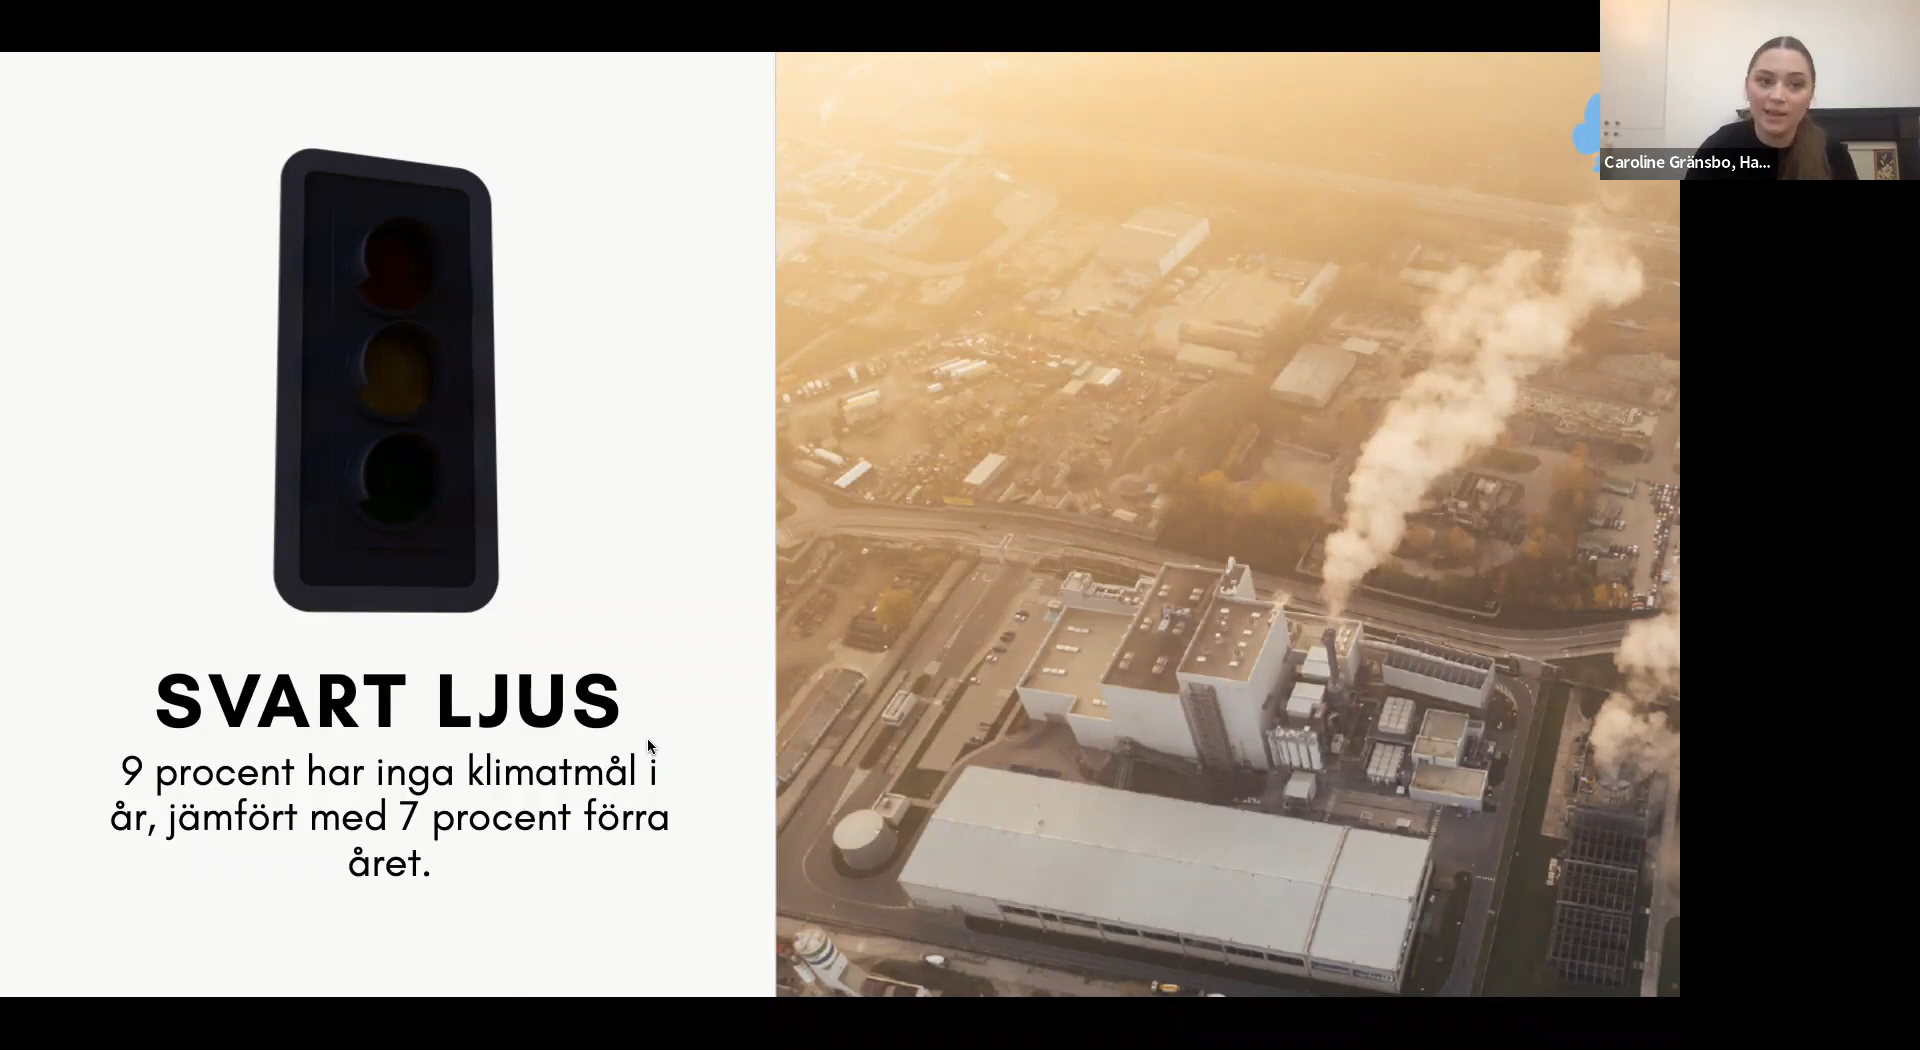 Caroline Gränsbo, Ha...
SVART LJUS
9 procent har inga klimatmål i
år, jämfört med 7 procent förra
året.